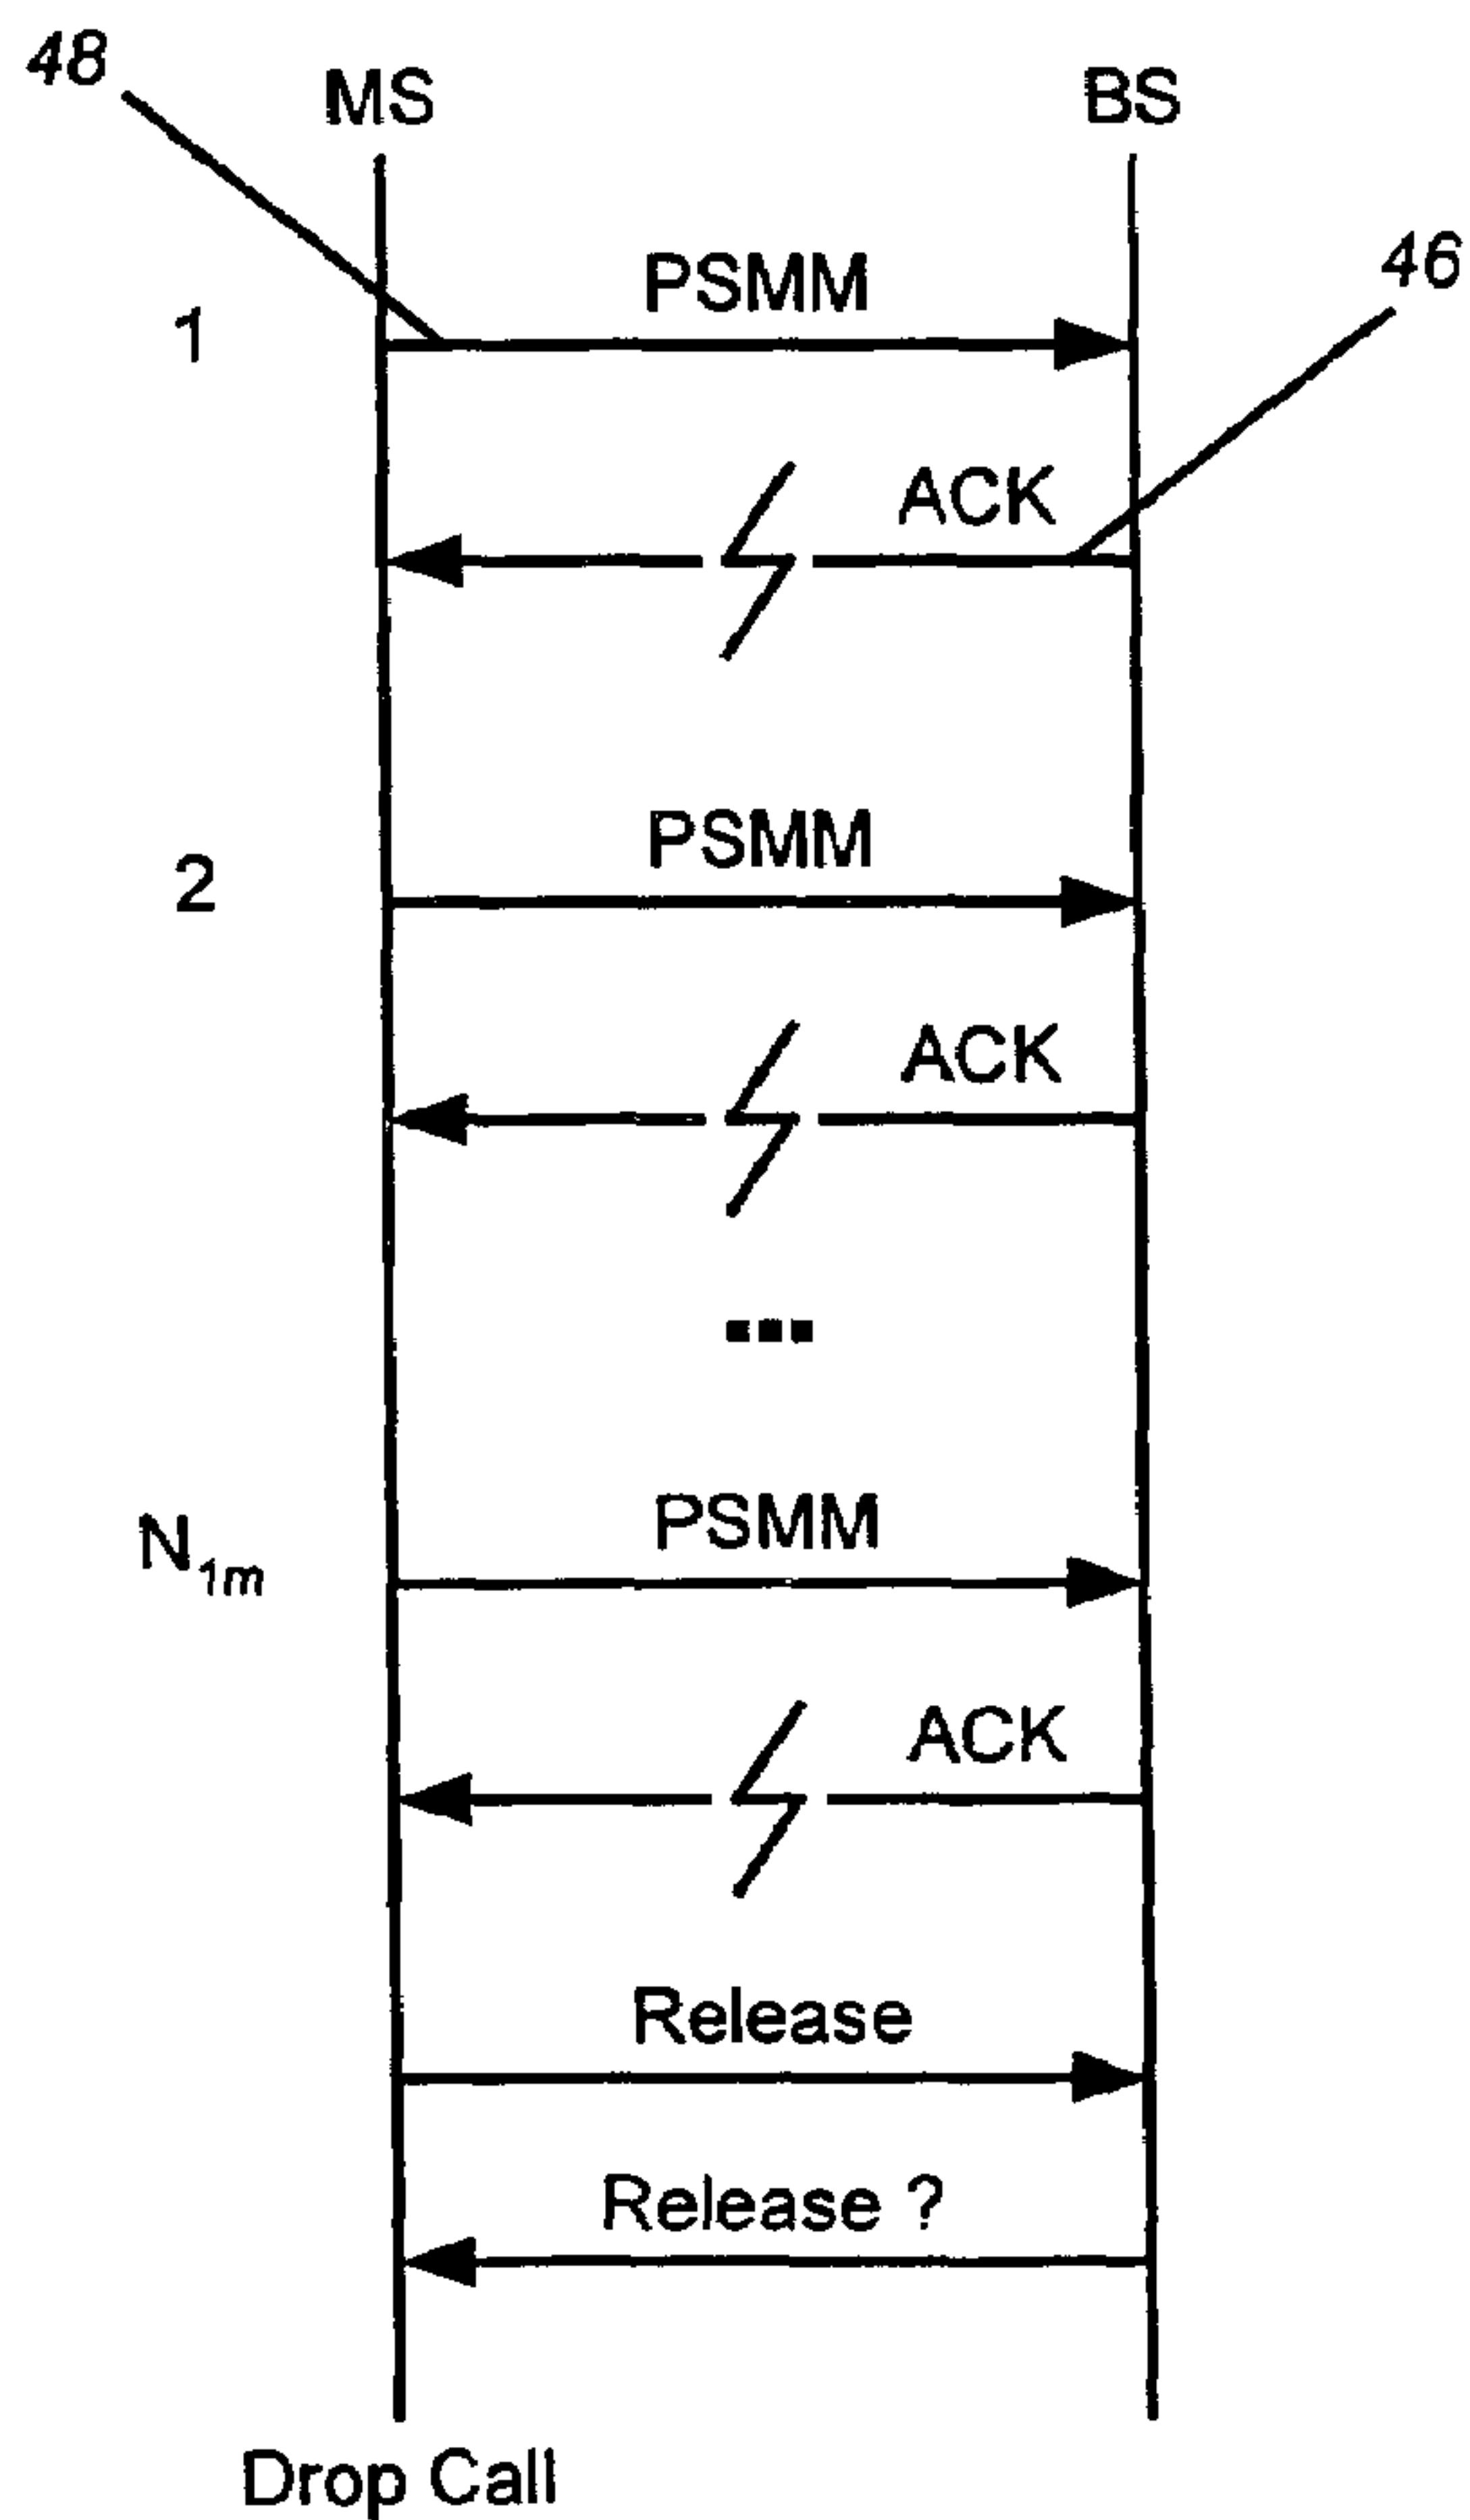 48
MS
BS
PSMM
46
1
ACK
PSMM
2
ACK
...
PSMM
N1m
ACK
Release
Release ?
Drop Call